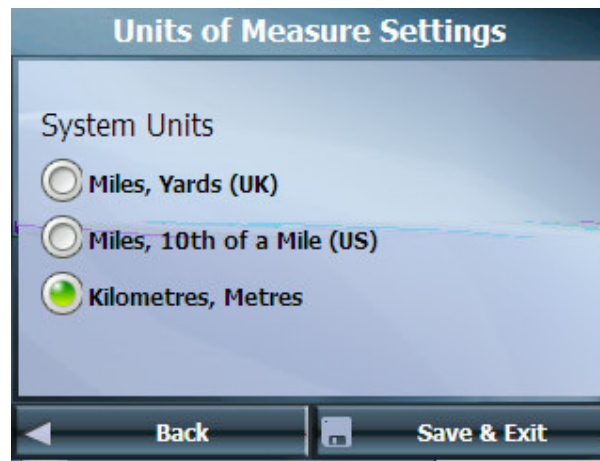 Units of Measure Settings
System Units
Miles, Yards (UK)
Miles, 10th of a Mile (US)
Kilometres, Metres
Back
Save & Exit